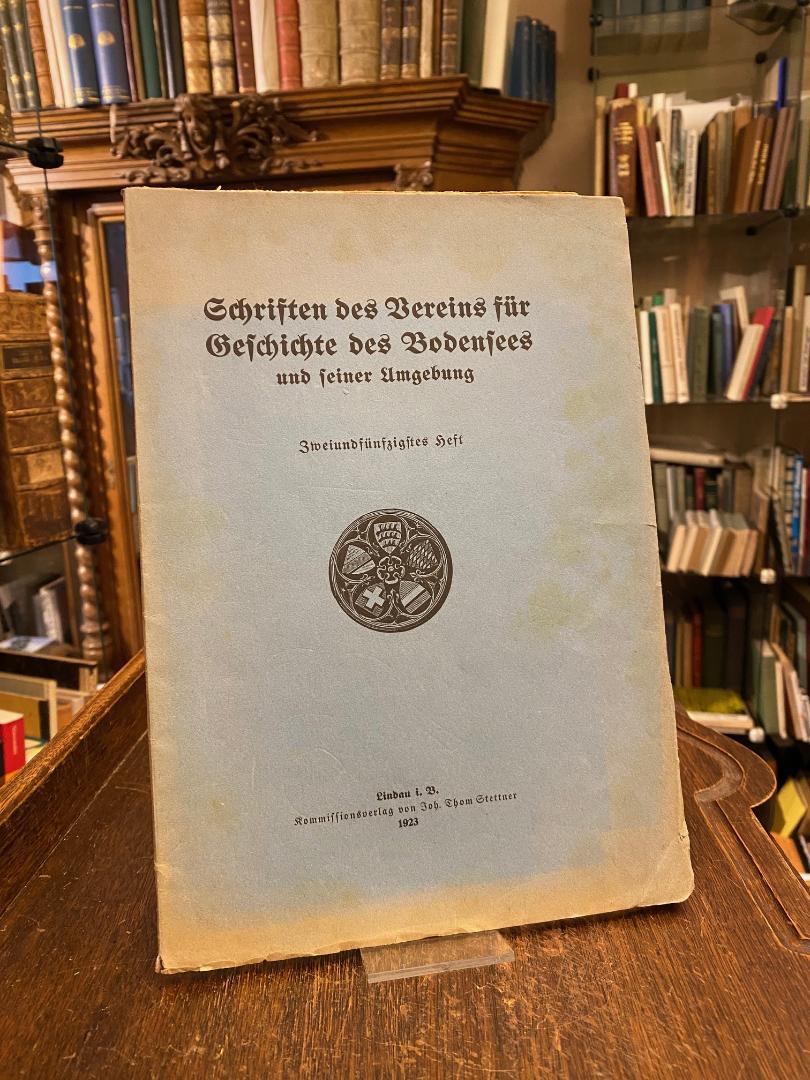 Schriften des Vereins für
Geschichte des Bodensees
und seiner Umgebung
Zweiundfünfzigstes Heft
Lindau i. B.
Kommissionsverlag von Joh. Thom Stettner
1923